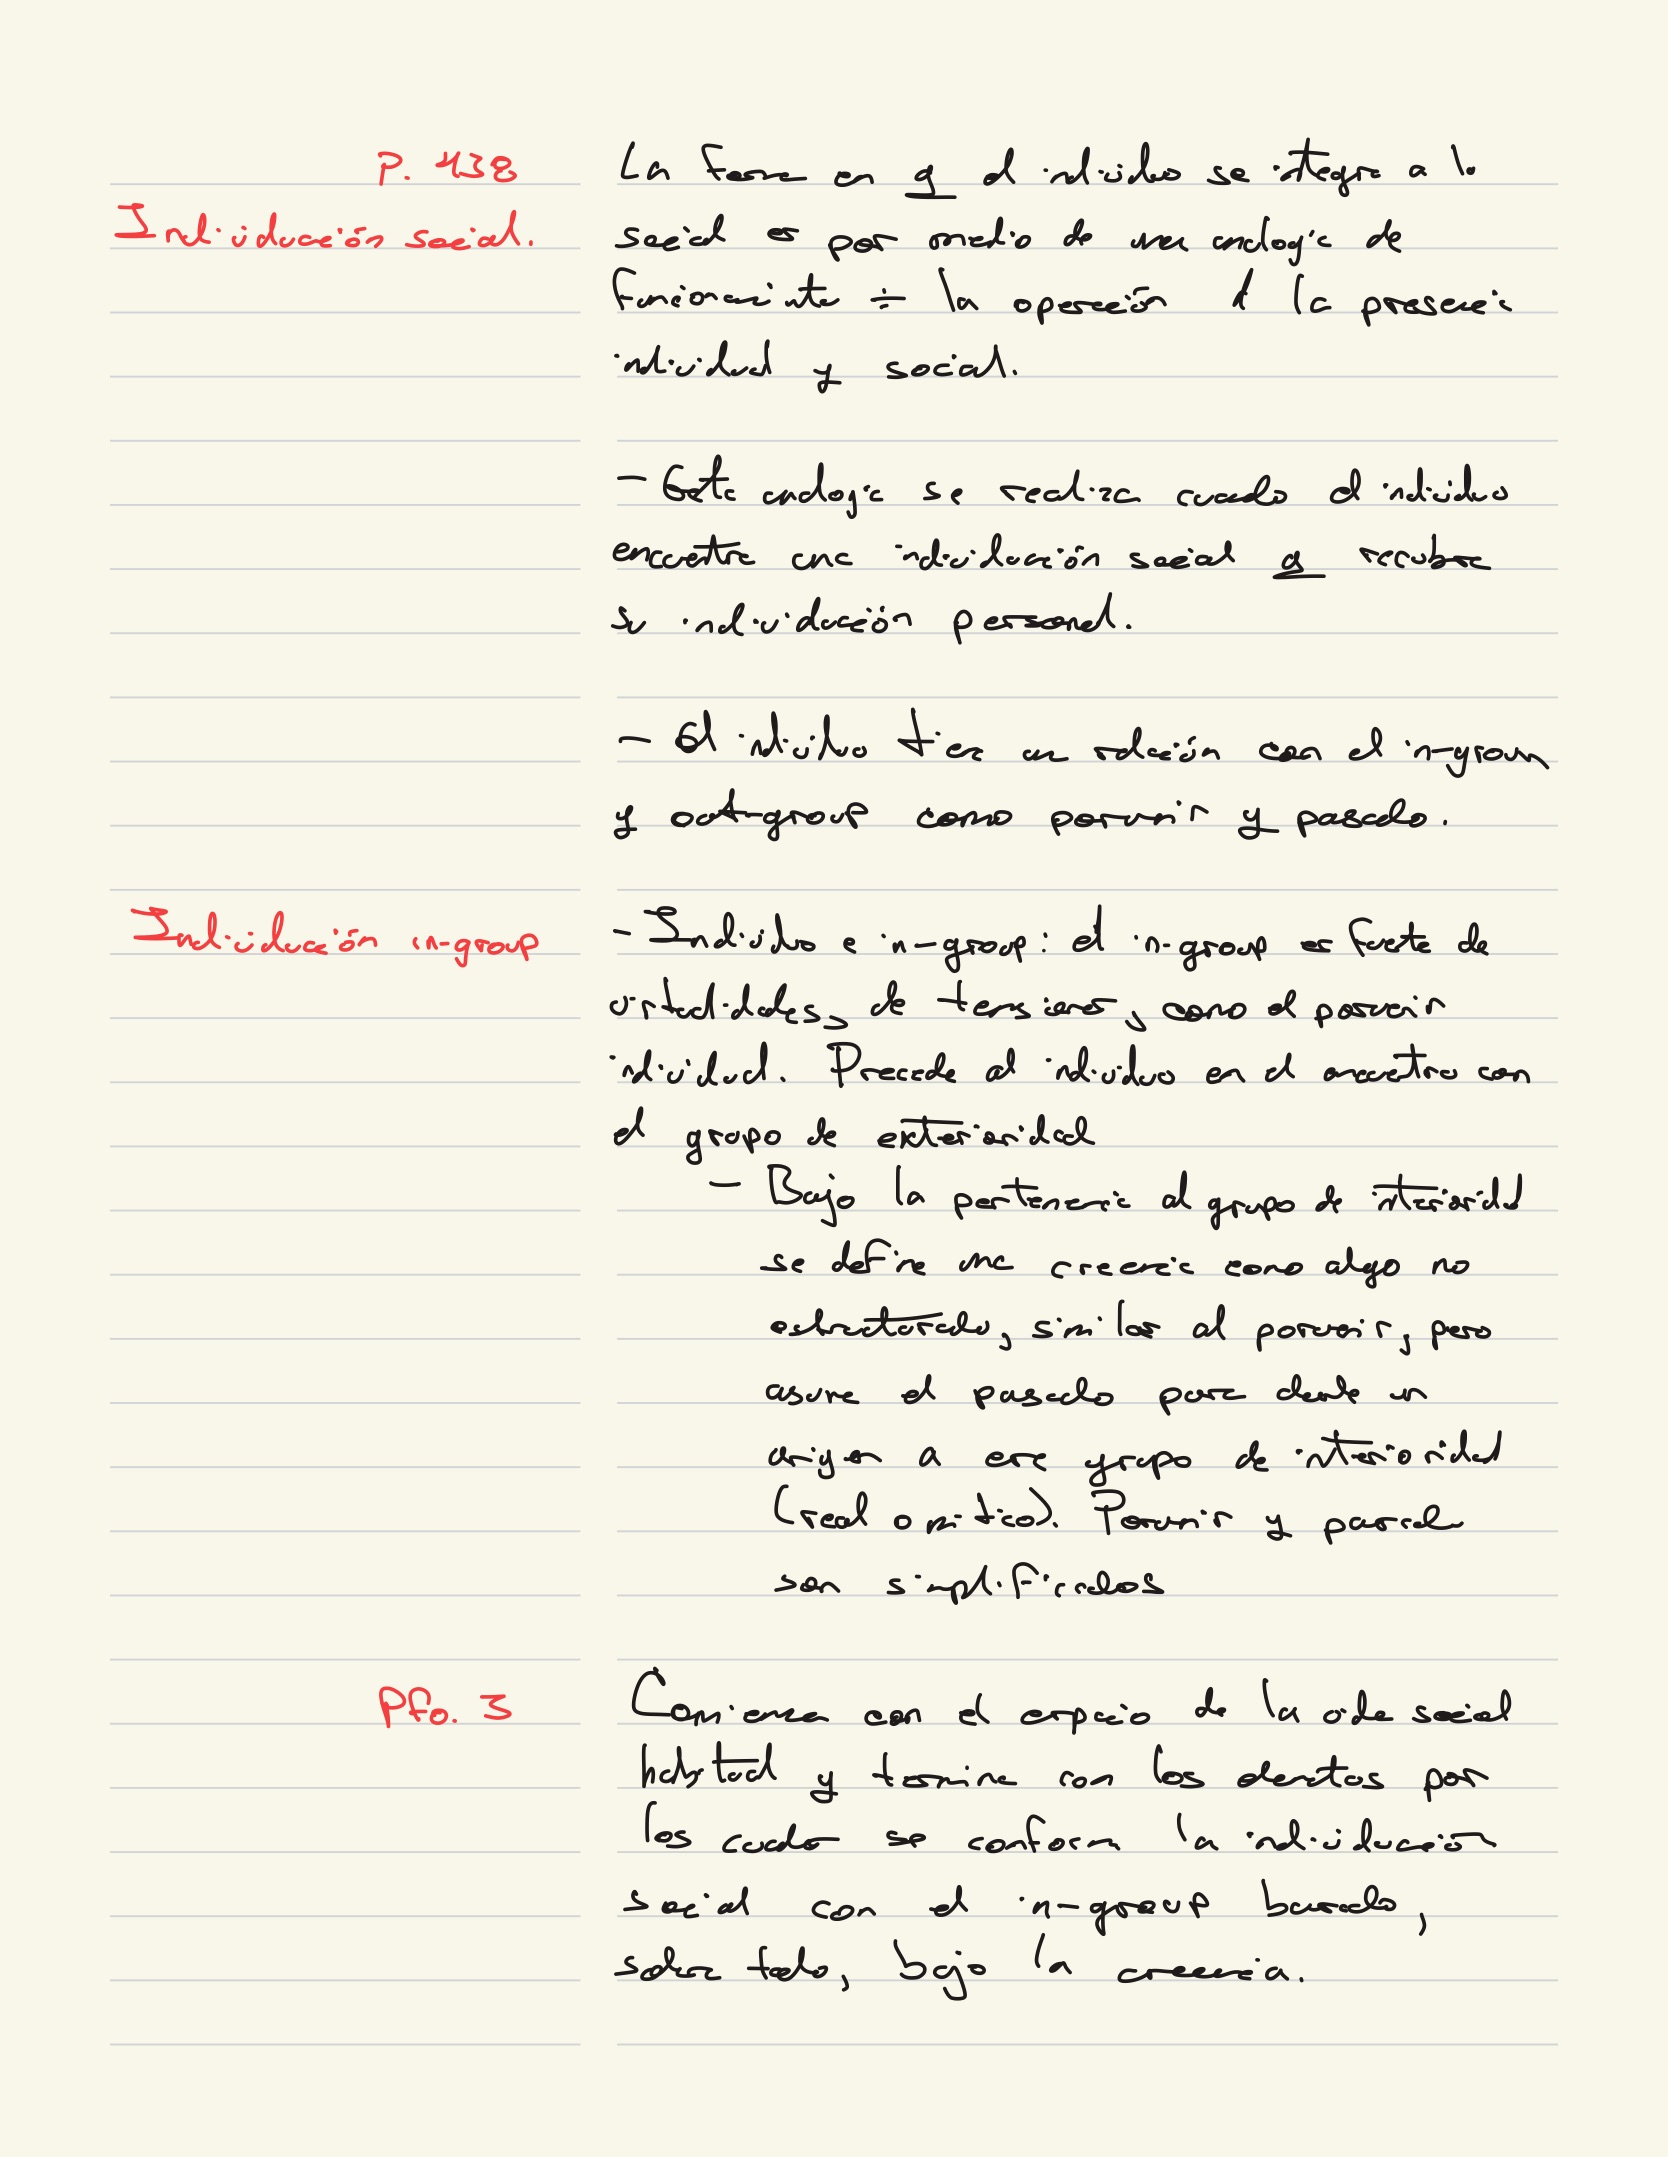 p. 438
La forma en q el individuo se integra a lo
Individuación social.
social es por medio de una analogía de
funcionamiento ÷ la operación d la presencia
individual y social.
- Esta analogía se realiza cuando el individuo
encuentra una individuación social q recubre
su individuación personal.
- El individuo tiene un relación con el in-group
y out-group como porvenir y pasado.
Individuación in-group
- Individuo e in-group: el in-group es fuente de
virtualidades, de tensiones, como el porvenir
individual. Precede al individuo en el encuentro con
el grupo de exterioridad
- Bajo la pertenencia al grupo de interioridad
se define una creencia como algo no
estructurado, similar al porvenir, pero
asume el pasado para darle un
origen a ese grupo de interioridad
(real o mítico). Porvenir y pasado
son simplificados
Pfo. 3
Comienza con el espacio de la vida social
habitual y termina con los por
los cuales se conforma la individuación
social con el in-group basado,
sobre todo, bajo la creencia.